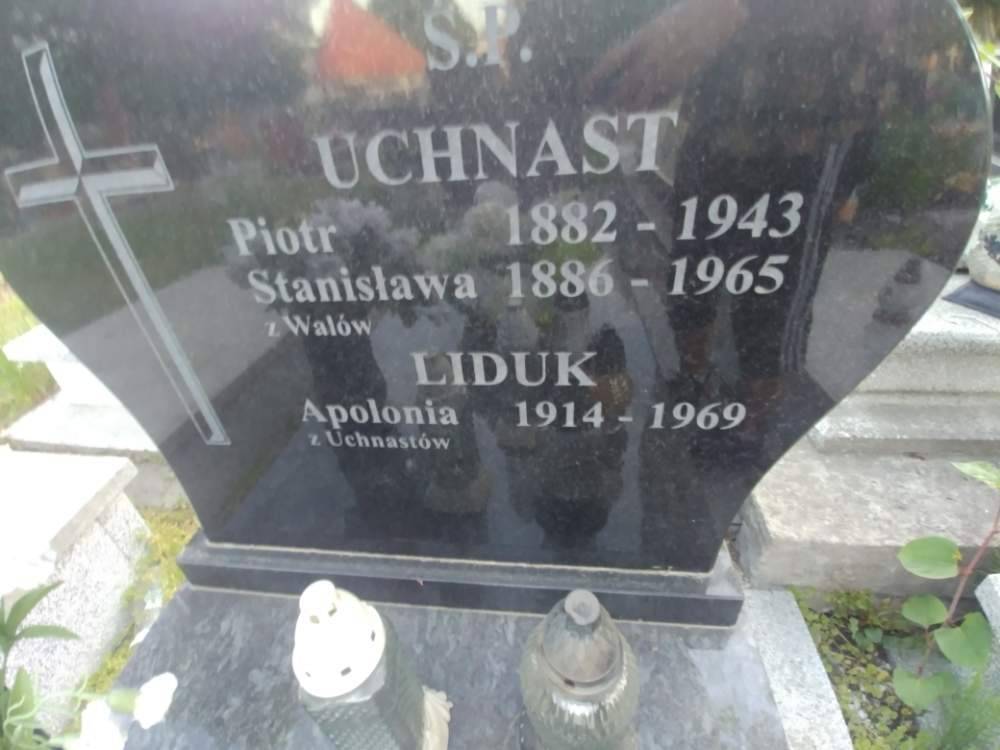 Ś.P.
UCHNAST
Piotr 1882 - 1943
Stanisława 1886 - 1965
z Walów
LIDUK
Apolonia 1914 - 1969
z Uchnastów